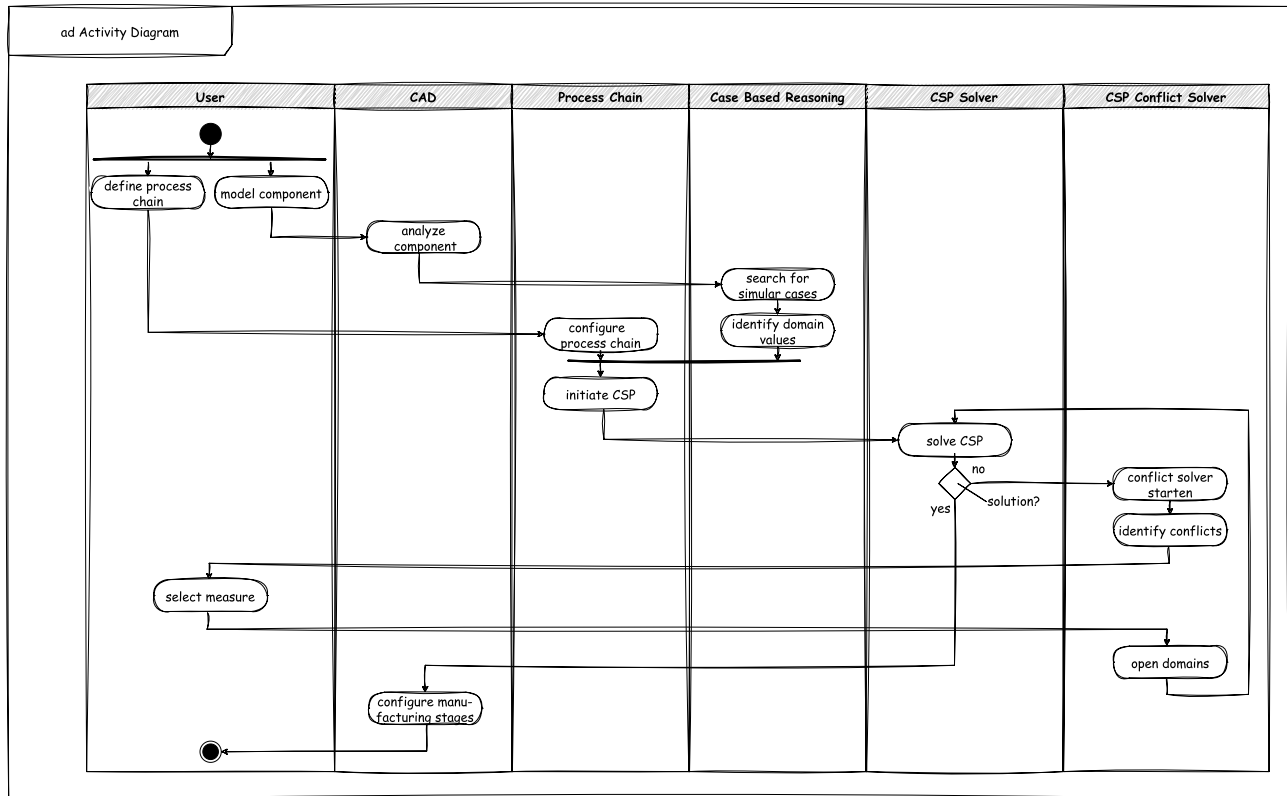 ad Activity Diagram
User
CAD
Process Chain
Case Based Reasoning
CSP Solver
CSP Conflict Solver
define process
chain
model component
analyze
component
search for
simular cases
configure
process chain
identify domain
values
initiate CSP
solve CSP
no
solution?
yes
conflict solver
starten
identify conflicts
select measure
open domains
configure manu-
facturing stages